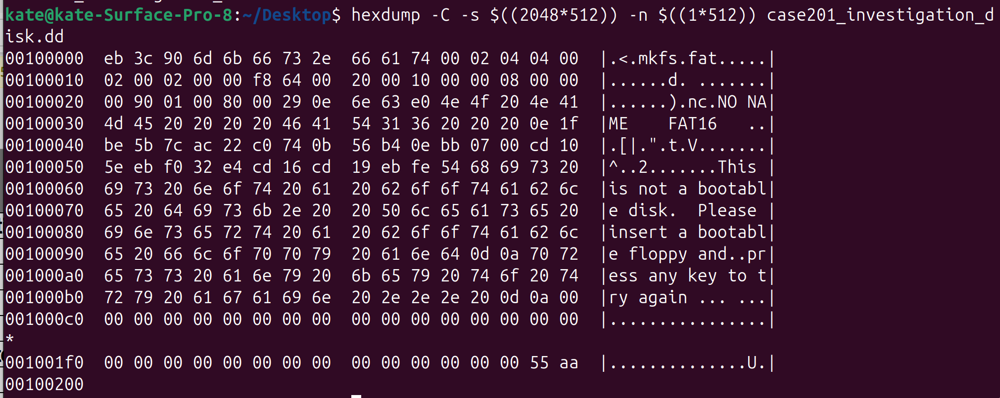 kate@kate-Surface-Pro-8:~/Desktop$ hexdump -C -s $((2048*512)) -n $((1*512)) case201_investigation_d
isk.dd
00100000  eb 3c 90 6d 6b 66 73 2e  66 61 74 00 02 04 04 00  |.<.mkfs.fat.....|
00100010  02 00 02 00 00 f8 64 00  20 00 10 00 00 08 00 00  |......d. .......|
00100020  00 90 01 00 80 00 29 0e  6e 63 e0 4e 4f 20 4e 41  |......).nc.NO NA|
00100030  4d 45 20 20 20 20 46 41  54 31 36 20 20 20 0e 1f  |ME    FAT16   ..|
00100040  be 5b 7c ac 22 c0 74 0b  56 b4 0e bb 07 00 cd 10  |.[|.".t.V.......|
00100050  5e eb f0 32 e4 cd 16 cd  19 eb fe 54 68 69 73 20  |^..2.......This |
00100060  69 73 20 6e 6f 74 20 61  20 62 6f 6f 74 61 62 6c  |is not a bootabl|
00100070  65 20 64 69 73 6b 2e 20  20 50 6c 65 61 73 65 20  |e disk.  Please |
00100080  69 6e 73 65 72 74 20 61  20 62 6f 6f 74 61 62 6c  |insert a bootabl|
00100090  65 20 66 6c 6f 70 70 79  20 61 6e 64 0d 0a 70 72  |e floppy and..pr|
001000a0  65 73 73 20 61 6e 79 20  6b 65 79 20 74 6f 20 74  |ess any key to t|
001000b0  72 79 20 61 67 61 69 6e  20 2e 2e 2e 20 0d 0a 00  |ry again ... ...|
001000c0  00 00 00 00 00 00 00 00  00 00 00 00 00 00 00 00  |................|
*
001001f0  00 00 00 00 00 00 00 00  00 00 00 00 00 00 55 aa  |..............U.|
00100200